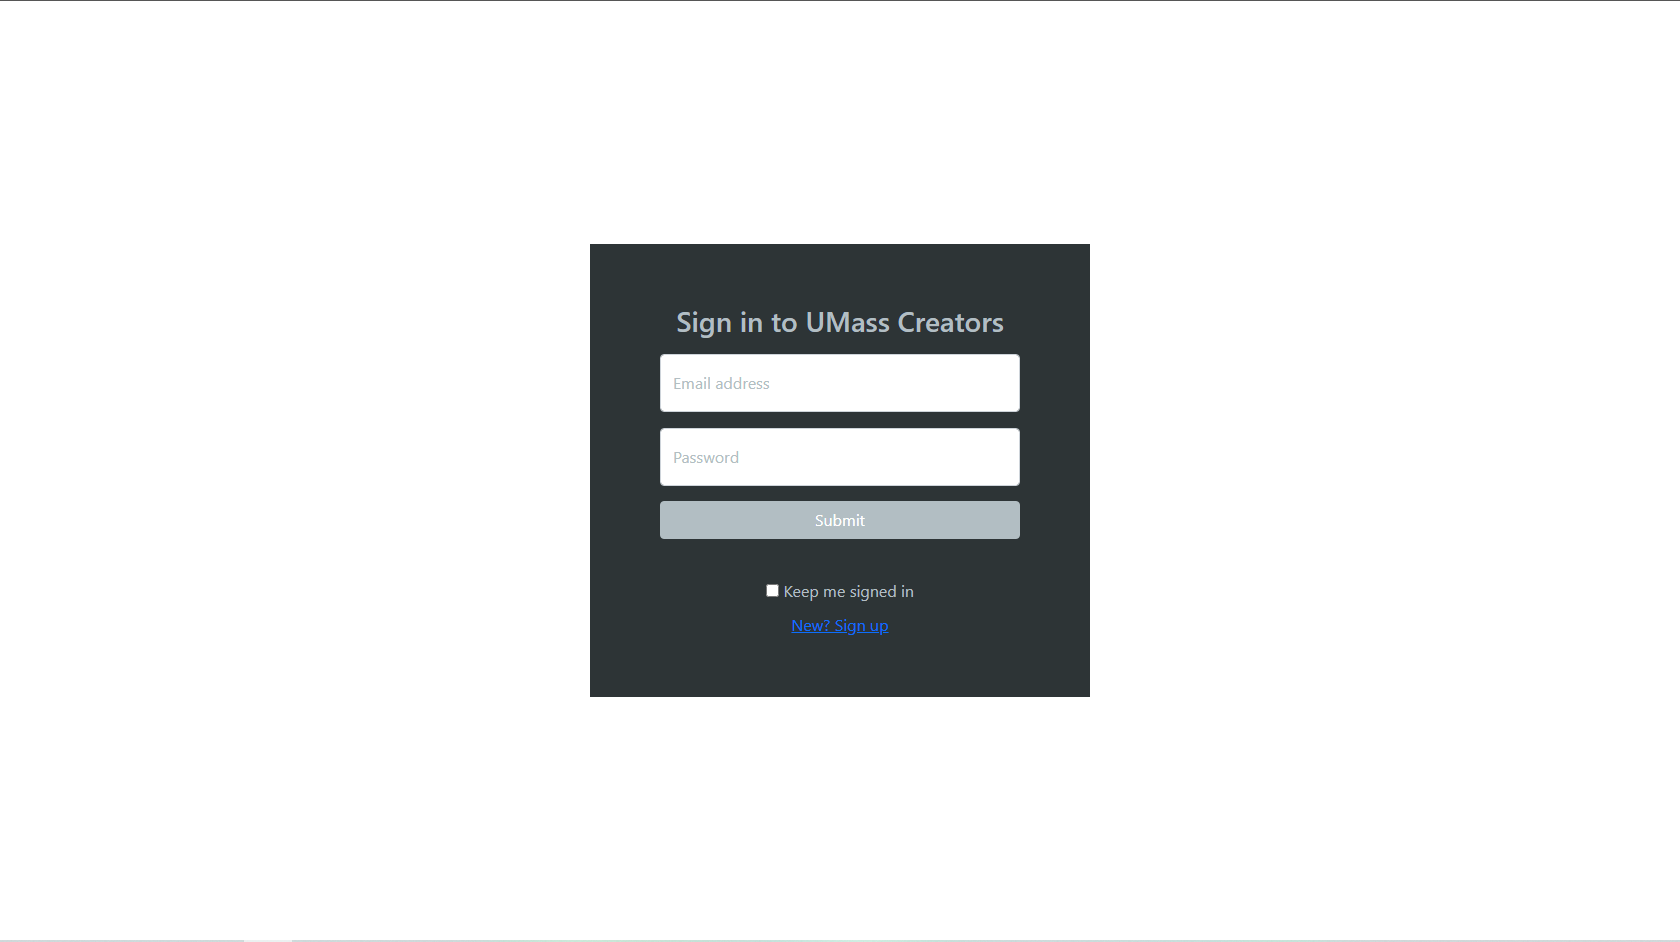 Sign in to UMass Creators
Email address
Password
Submit
Keep me signed in
New? Sign up